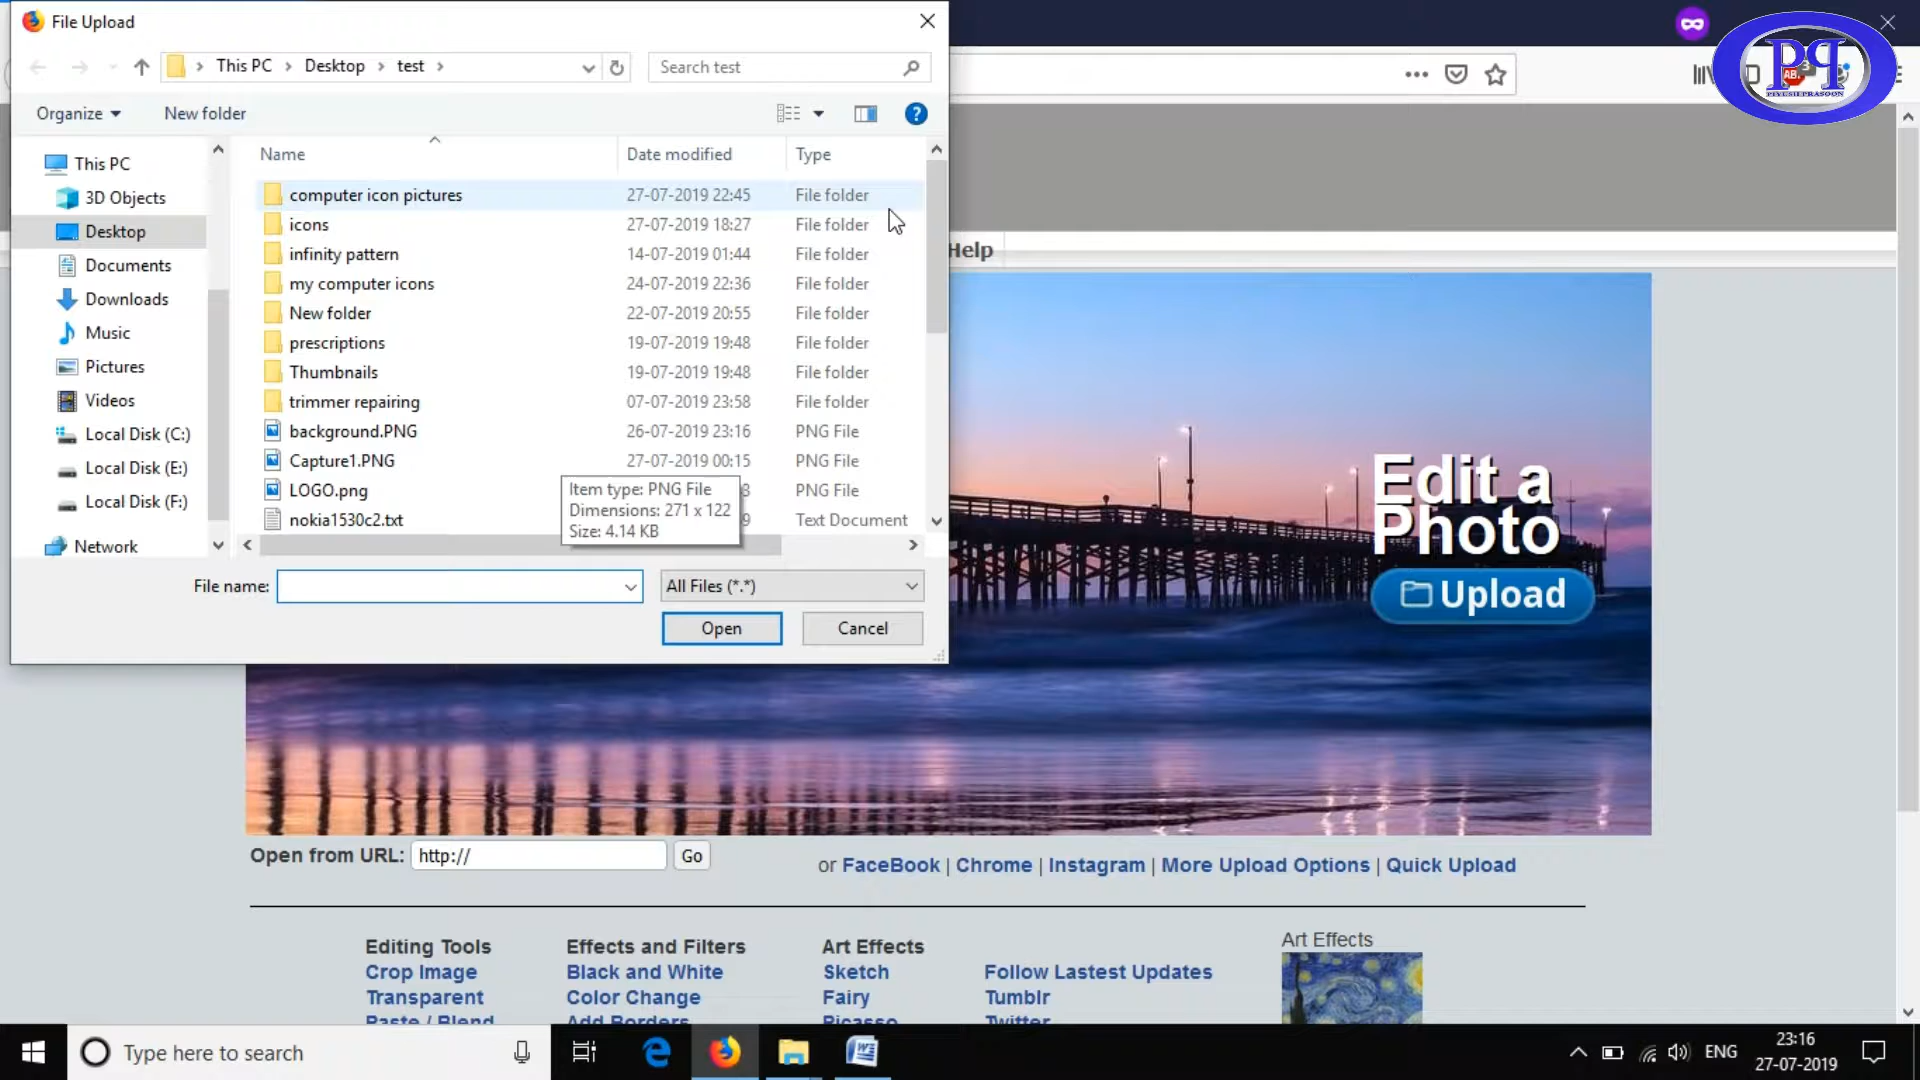 File Upload
This PC
Desktop
test
Search test
Organize
New folder
Name
Date modified
Type
This PC
3D Objects
Desktop
Documents
Downloads
Music
Pictures
Videos
Local Disk (C:)
Local Disk (E:)
Local Disk (F:)
Network
computer icon pictures 27-07-2019 22:45 File folder
icons 27-07-2019 18:27 File folder
infinity pattern 14-07-2019 01:44 File folder
my computer icons 24-07-2019 22:36 File folder
New folder 22-07-2019 20:55 File folder
prescriptions 19-07-2019 19:48 File folder
Thumbnails 19-07-2019 19:48 File folder
trimmer repairing 07-07-2019 23:58 File folder
background.PNG 26-07-2019 23:16 PNG File
Capture1.PNG 27-07-2019 00:15 PNG File
LOGO.png PNG File
nokia1530c2.txt Text Document
Item type: PNG File
Dimensions: 271 x 122
Size: 4.14 KB
File name:
All Files (*.*)
Open
Cancel
PP
PIYUSHPRASOON
Help
Edit a
Photo
Upload
Open from URL: http:// Go
or FaceBook | Chrome | Instagram | More Upload Options | Quick Upload
Editing Tools
Crop Image
Transparent
Paste / Blend
Effects and Filters
Black and White
Color Change
Add Borders
Art Effects
Sketch
Fairy
Picasso
Follow Lastest Updates
Tumblr
Twitter
Art Effects
Type here to search
ENG
23:16
27-07-2019